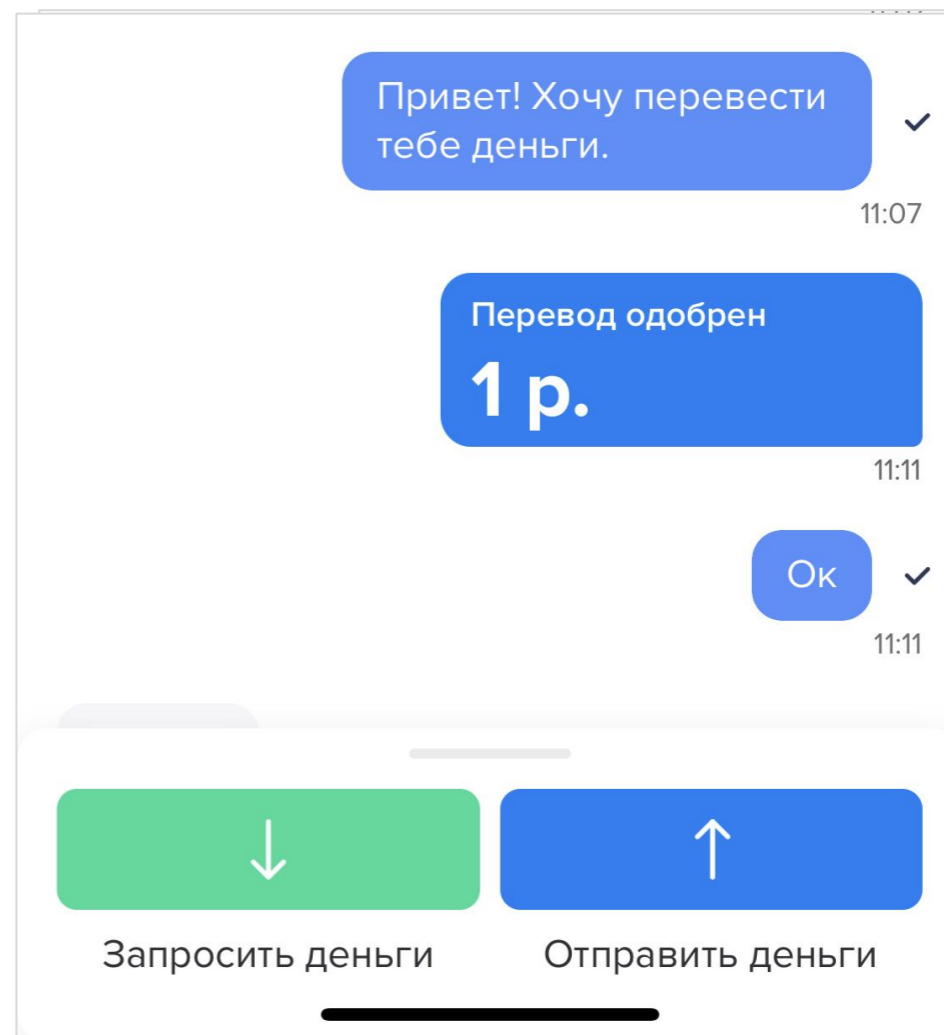 Привет! Хочу перевести
тебе деньги.
11:07
Перевод одобрен
1 р.
11:11
Ок
11:11
Запросить деньги
Отправить деньги